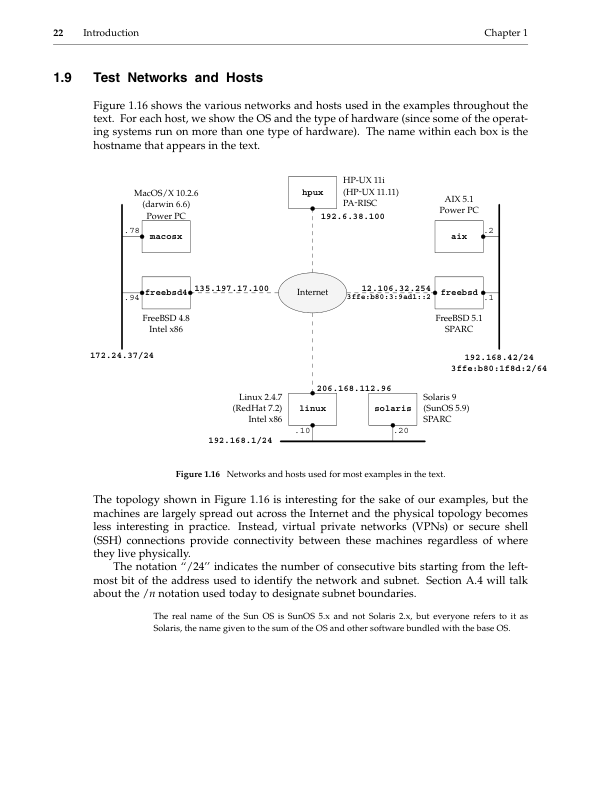 22 Introduction Chapter 1
1.9 Test Networks and Hosts
Figure 1.16 shows the various networks and hosts used in the examples throughout the
text. For each host, we show the OS and the type of hardware (since some of the operat-
ing systems run on more than one type of hardware). The name within each box is the
hostname that appears in the text.
MacOS/X 10.2.6
(darwin 6.6)
Power PC
.78
macosx
hpux
HP-UX 11i
(HP-UX 11.11)
PA-RISC
192.6.38.100
AIX 5.1
Power PC
aix
.2
.94
freebsd4
135.197.17.100
FreeBSD 4.8
Intel x86
172.24.37/24
Internet
12.106.32.254
3ffe:b80:3:9ad1::2
freebsd
.1
FreeBSD 5.1
SPARC
192.168.42/24
3ffe:b80:1f8d:2/64
206.168.112.96
Linux 2.4.7
(RedHat 7.2)
Intel x86
linux
.10
solaris
.20
Solaris 9
(SunOS 5.9)
SPARC
192.168.1/24
Figure 1.16 Networks and hosts used for most examples in the text.
The topology shown in Figure 1.16 is interesting for the sake of our examples, but the
machines are largely spread out across the Internet and the physical topology becomes
less interesting in practice. Instead, virtual private networks (VPNs) or secure shell
(SSH) connections provide connectivity between these machines regardless of where
they live physically.
The notation “/24” indicates the number of consecutive bits starting from the left-
most bit of the address used to identify the network and subnet. Section A.4 will talk
about the /n notation used today to designate subnet boundaries.
The real name of the Sun OS is SunOS 5.x and not Solaris 2.x, but everyone refers to it as
Solaris, the name given to the sum of the OS and other software bundled with the base OS.